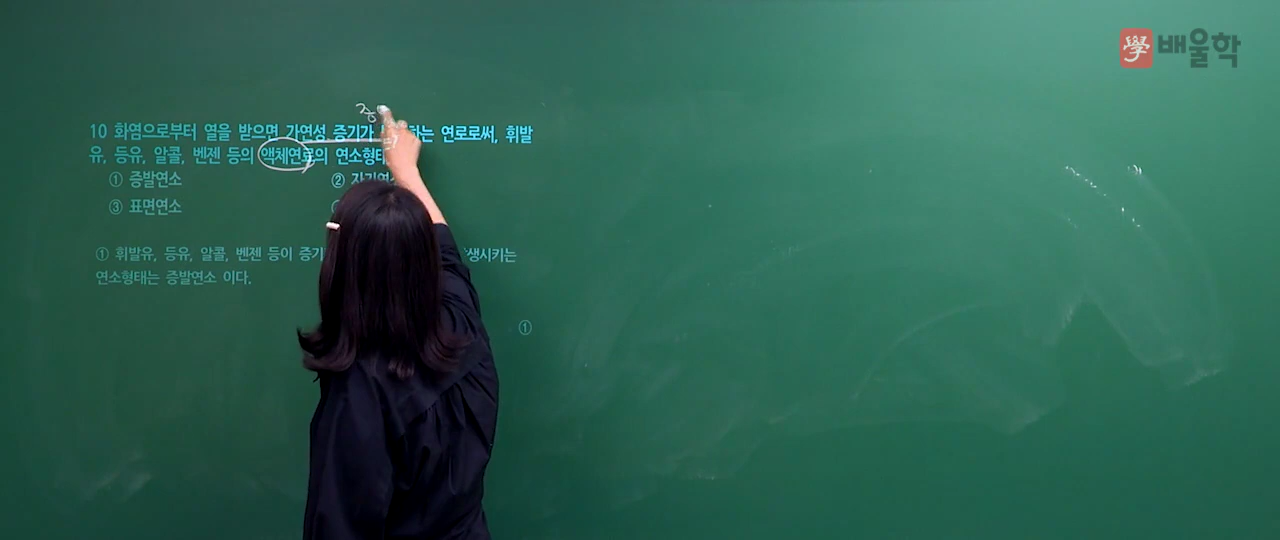 學 배울학
증
10 화염으로부터 열을 받으면 가연성 증기가 하는 연로로써, 휘발
유, 등유, 알콜, 벤젠 등의 액체연료의 연소형태
① 증발연소 ② 자기연소
③ 표면연소
① 휘발유, 등유, 알콜, 벤젠 등이 증기 생시키는
연소형태는 증발연소 이다.
①